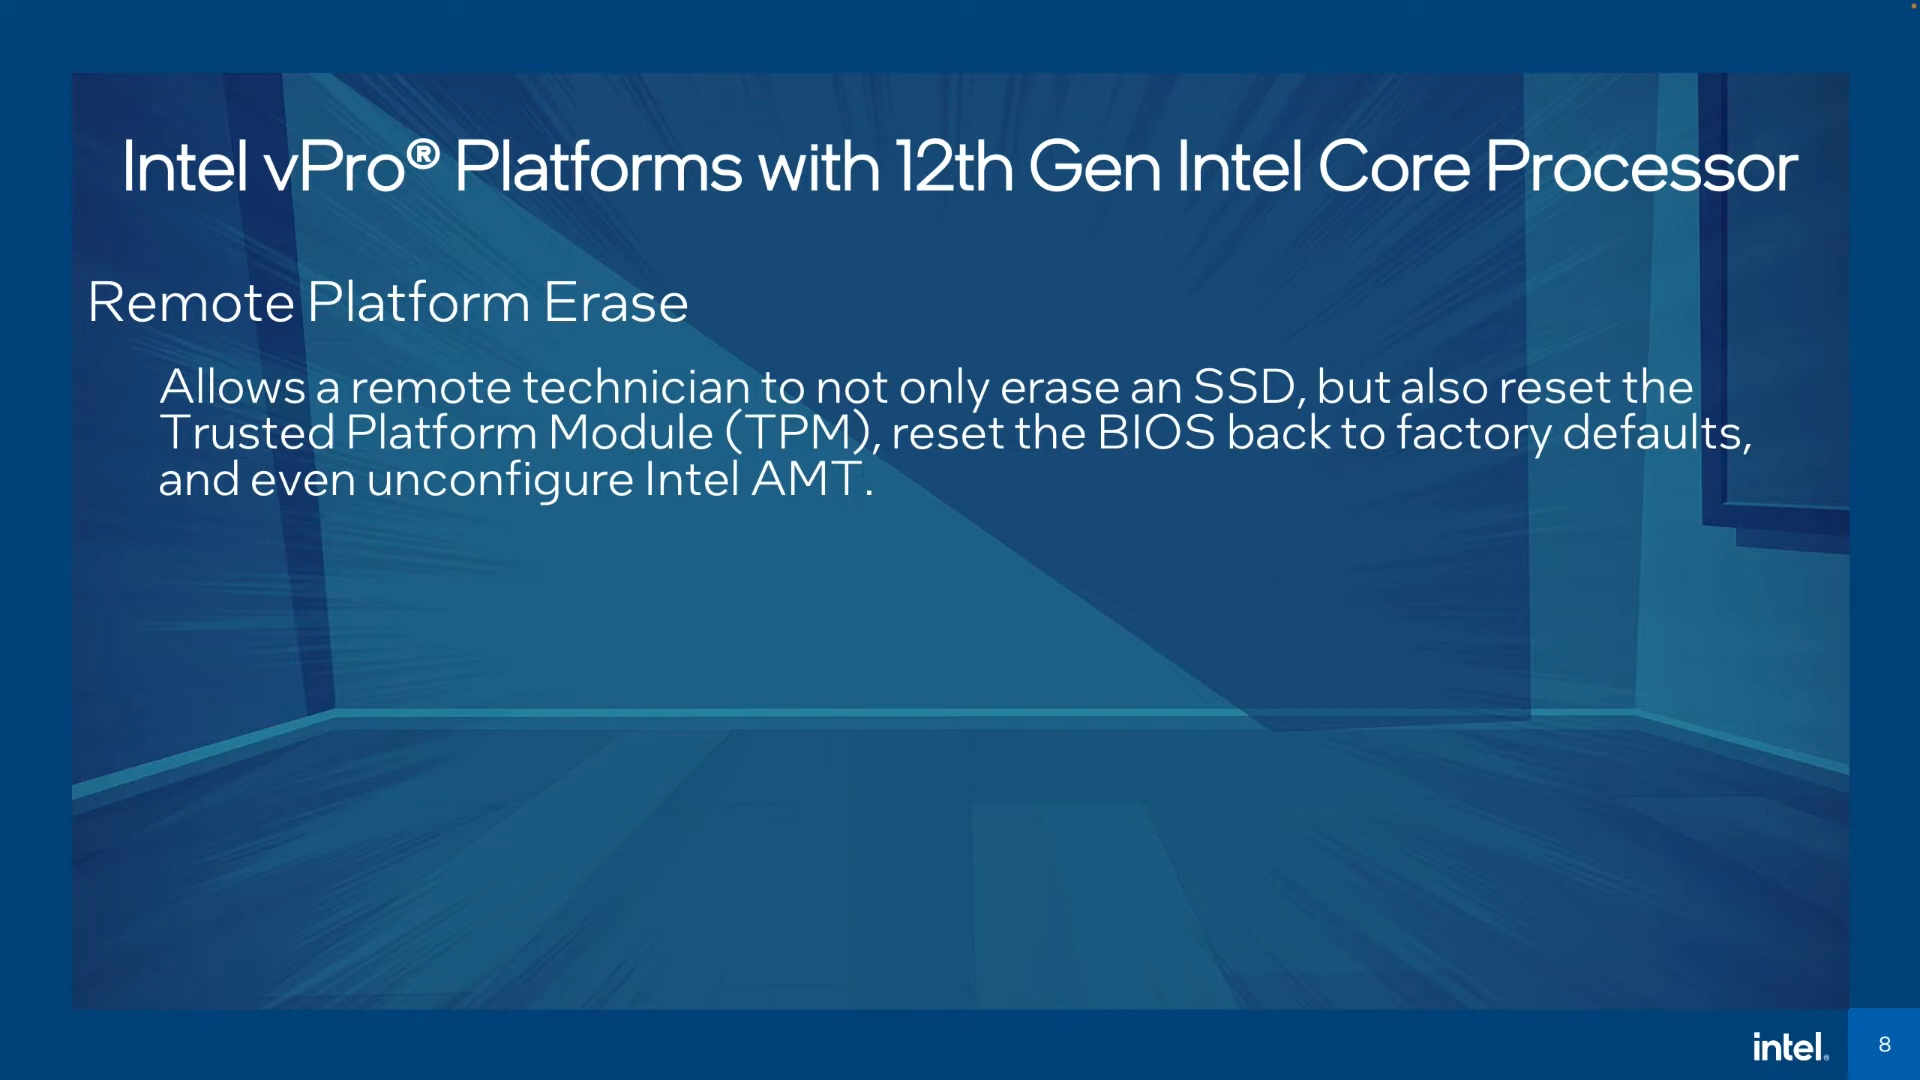 Intel vPro® Platforms with 12th Gen Intel Core Processor
Remote Platform Erase
Allows a remote technician to not only erase an SSD, but also reset the
Trusted Platform Module (TPM), reset the BIOS back to factory defaults,
and even unconfigure Intel AMT.
intel®
8